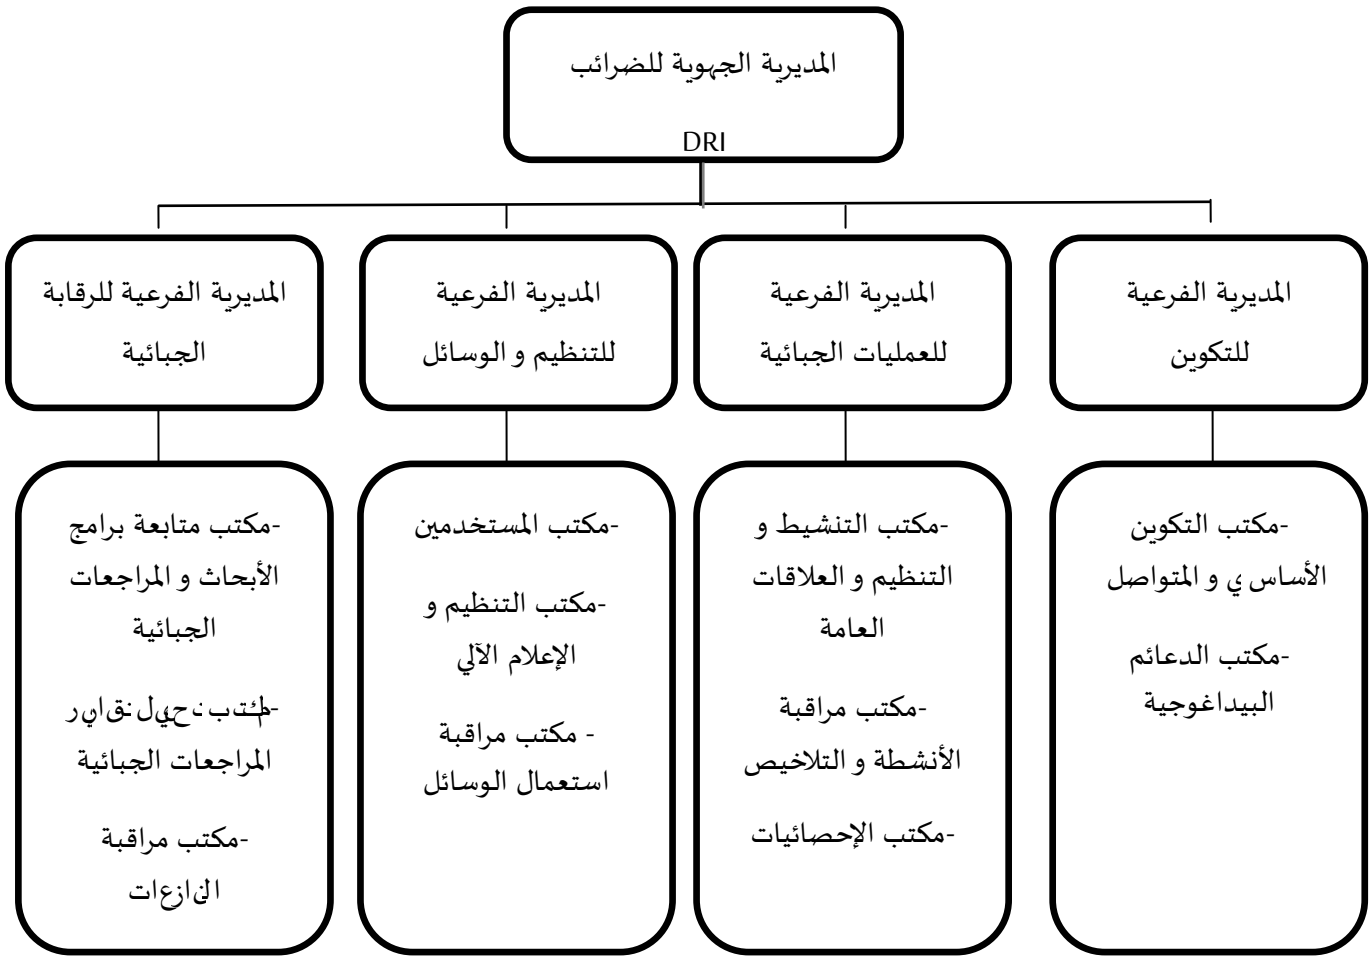 المديرية الجهوية للضرائب
DRI
المديرية الفرعية
للتكوين
المديرية الفرعية
للعمليات الجبائية
المديرية الفرعية
للتنظيم و الوسائل
المديرية الفرعية للرقابة
الجبائية
-مكتب التكوين
الأساس ي و المتواصل
-مكتب الدعائم
البيداغوجية
-مكتب التنشيط و
التنظيم و العلاقات
العامة
-مكتب مراقبة
الأنشطة و التلاخيص
-مكتب الإحصائيات
-مكتب المستخدمين
-مكتب التنظيم و
الإعلام الآلي
- مكتب مراقبة
استعمال الوسائل
-مكتب متابعة برامج
الأبحاث و المراجعات
الجبائية
المراجعات الجبائية
-مكتب مراقبة